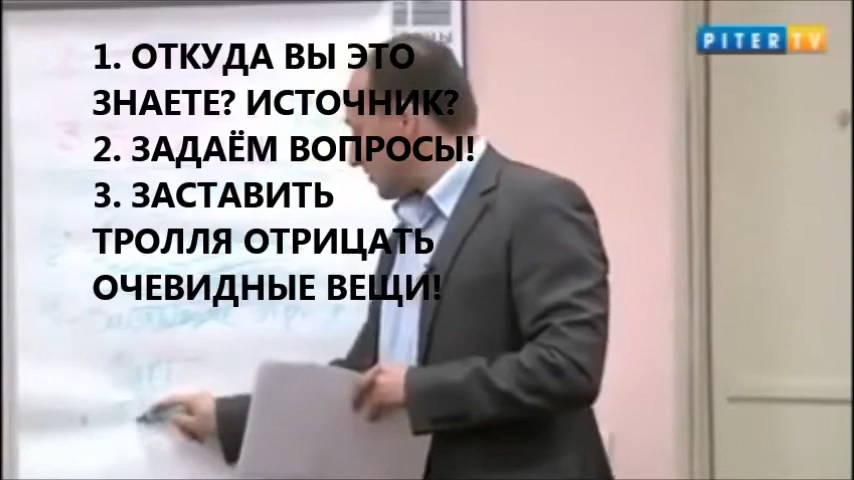 PITER TV
1. ОТКУДА ВЫ ЭТО
ЗНАЕТЕ? ИСТОЧНИК?
2. ЗАДАЁМ ВОПРОСЫ!
3. ЗАСТАВИТЬ
ТРОЛЛЯ ОТРИЦАТЬ
ОЧЕВИДНЫЕ ВЕЩИ!